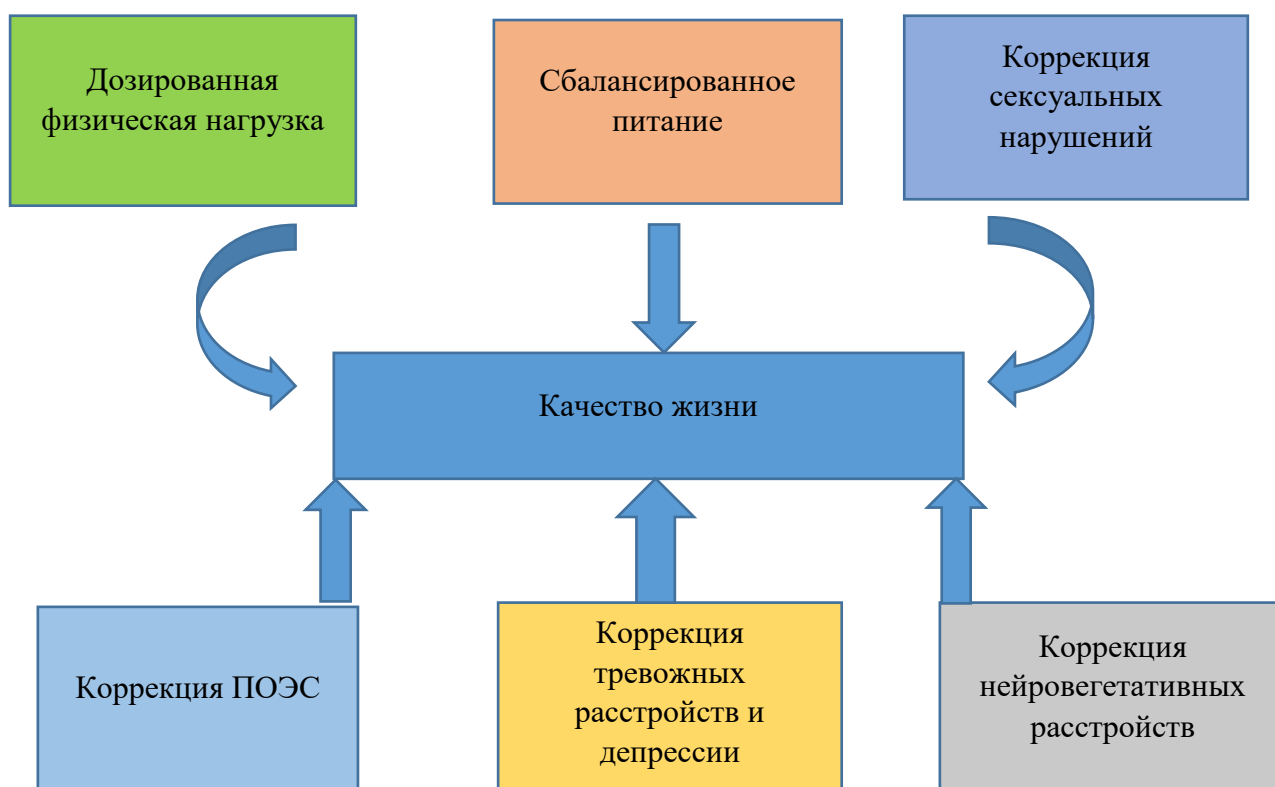 Дозированная
физическая нагрузка
Сбалансированное
питание
Коррекция
сексуальных
нарушений
Качество жизни
Коррекция ПОЭС
Коррекция
тревожных
расстройств и
депрессии
Коррекция
нейровегетативных
расстройств